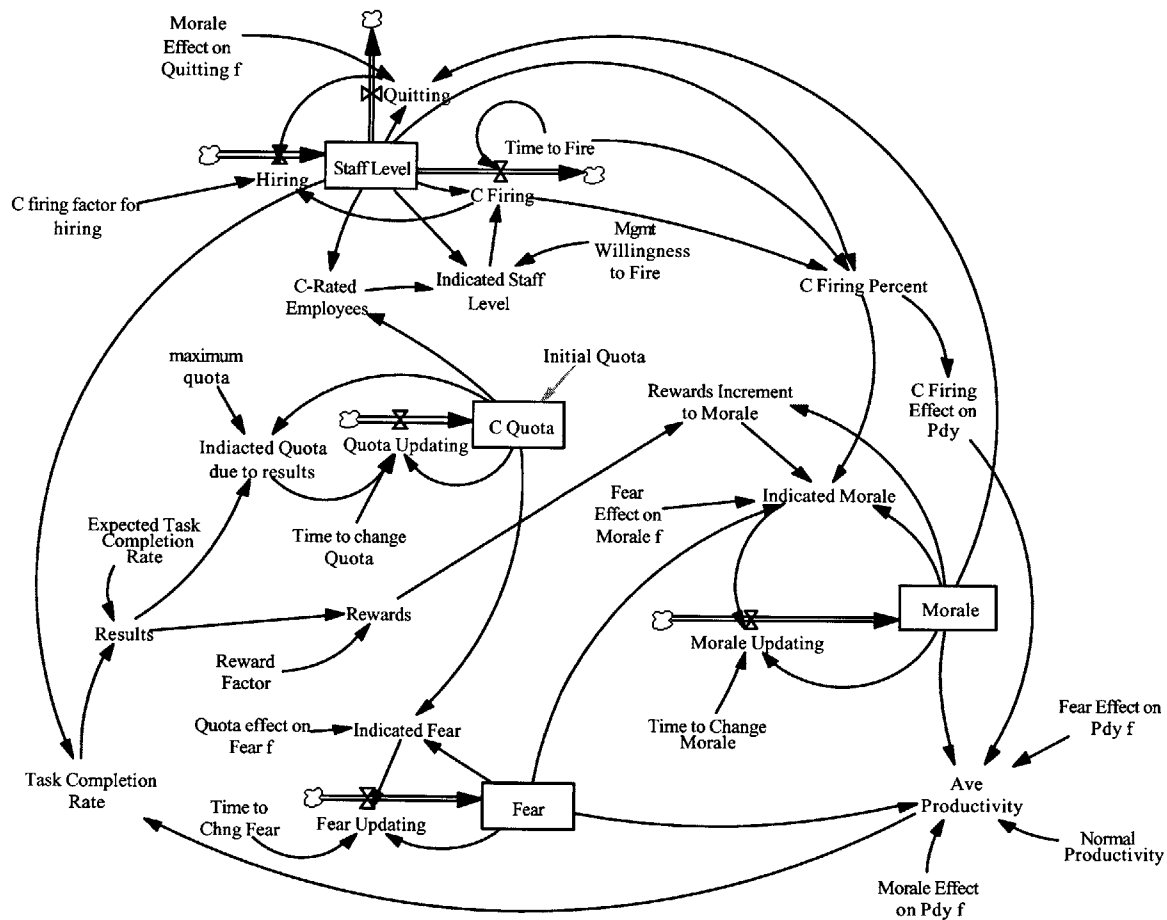 Morale
Effect on
Quitting f
Quitting
Staff Level
Time to Fire
Hiring
C Firing
C firing factor for
hiring
Mgmt
Willingness
to Fire
C-Rated
Employees
Indicated Staff
Level
C Firing Percent
maximum
quota
Initial Quota
Rewards Increment
to Morale
C Firing
Effect on
Pdy
C Quota
Quota Updating
Indiacted Quota
due to results
Indicated Morale
Fear
Effect on
Morale f
Expected Task
Completion
Rate
Time to change
Quota
Morale
Rewards
Results
Morale Updating
Reward
Factor
Quota effect on
Fear f
Indicated Fear
Time to Change
Morale
Fear Effect on
Pdy f
Task Completion
Rate
Ave
Productivity
Time to
Chng Fear
Fear Updating
Fear
Normal
Productivity
Morale Effect
on Pdy f